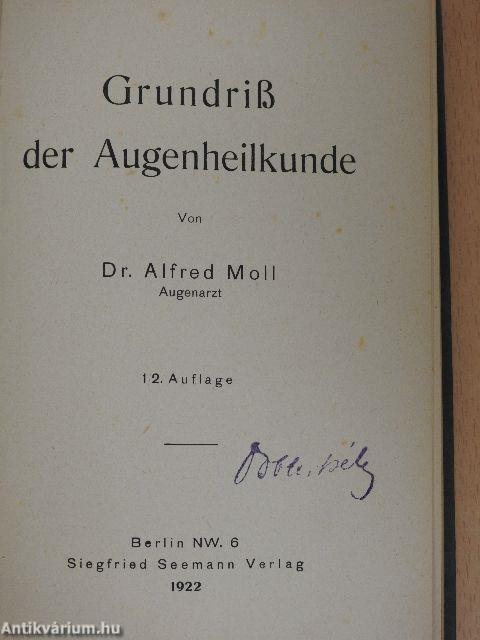 Grundriß
der Augenheilkunde
Von
Dr. Alfred Moll
Augenarzt
12. Auflage
Berlin NW. 6
Siegfried Seemann Verlag
1922
Antikvárium.hu